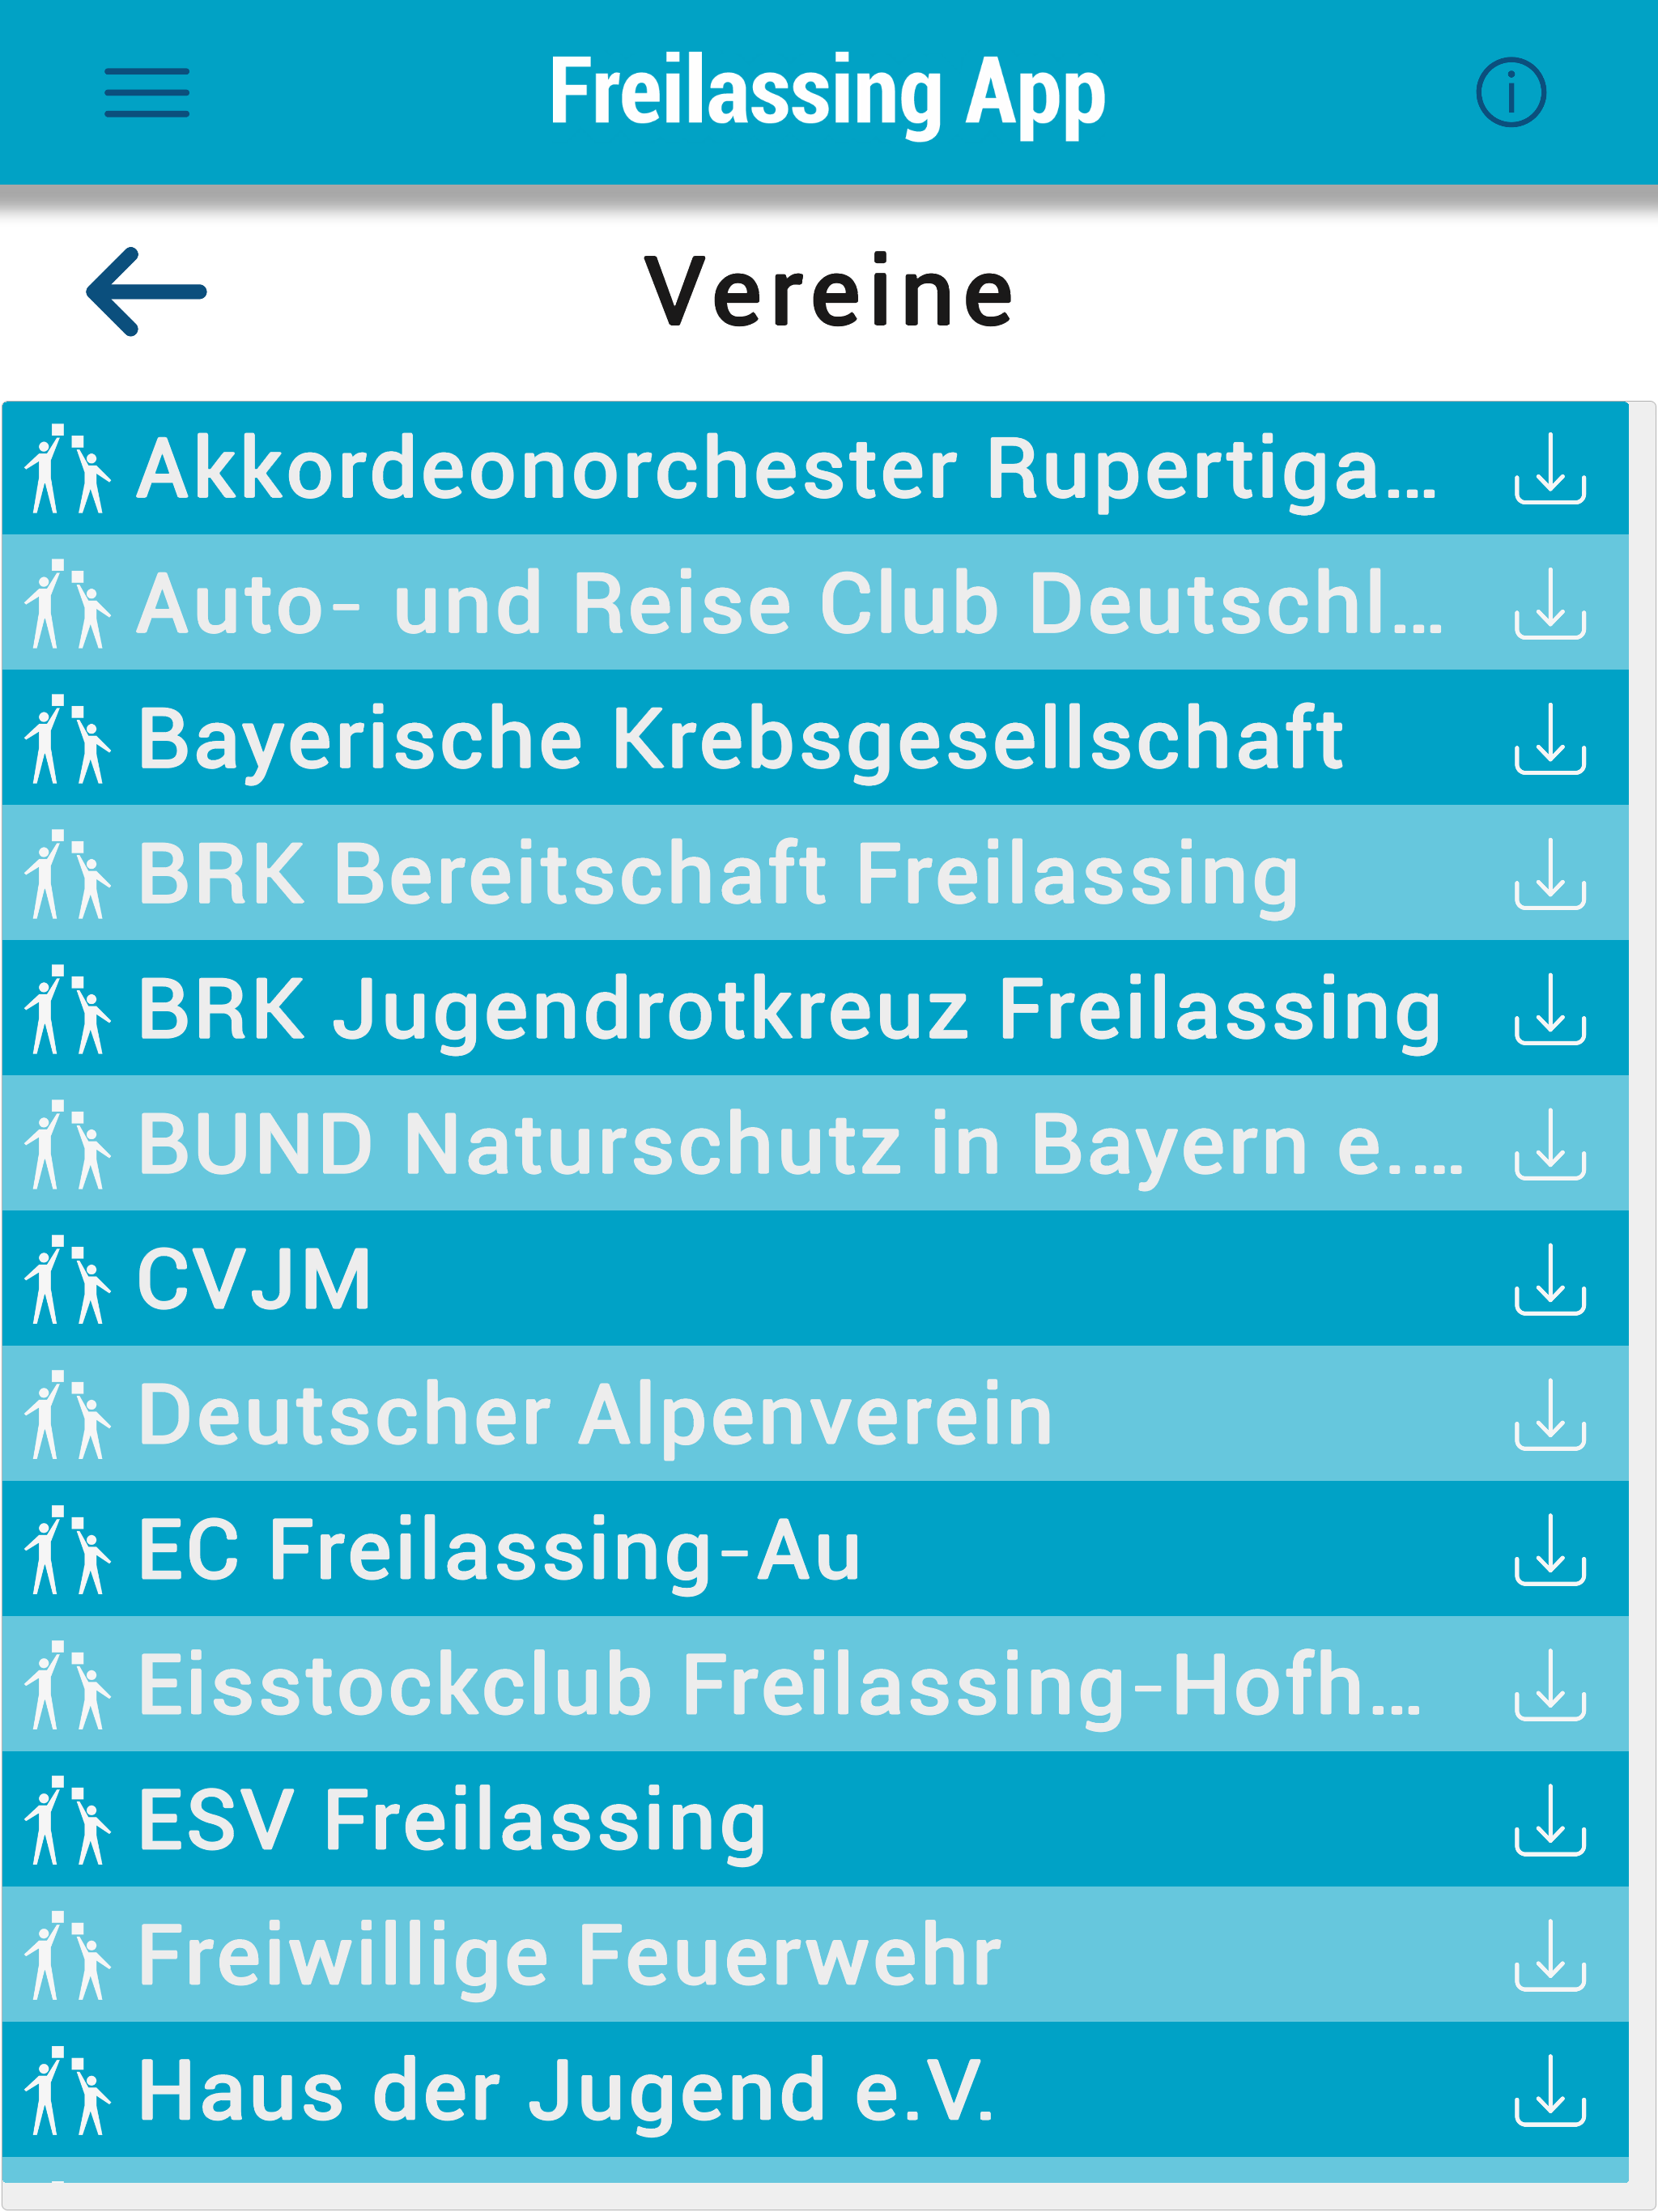 Freilassing App
Vereine
Akkordeonorchester Rupertiga...
Auto- und Reise Club Deutschl...
Bayerische Krebsgesellschaft
BRK Bereitschaft Freilassing
BRK Jugendrotkreuz Freilassing
BUND Naturschutz in Bayern e....
CVJM
Deutscher Alpenverein
EC Freilassing-Au
Eisstockclub Freilassing-Hofh...
ESV Freilassing
Freiwillige Feuerwehr
Haus der Jugend e.V.